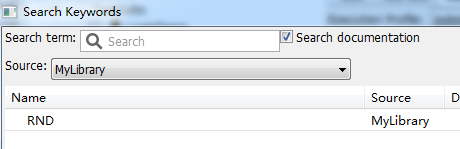 Search Keywords
Search term: Search Search documentation
Source: MyLibrary
Name Source D
RND MyLibrary